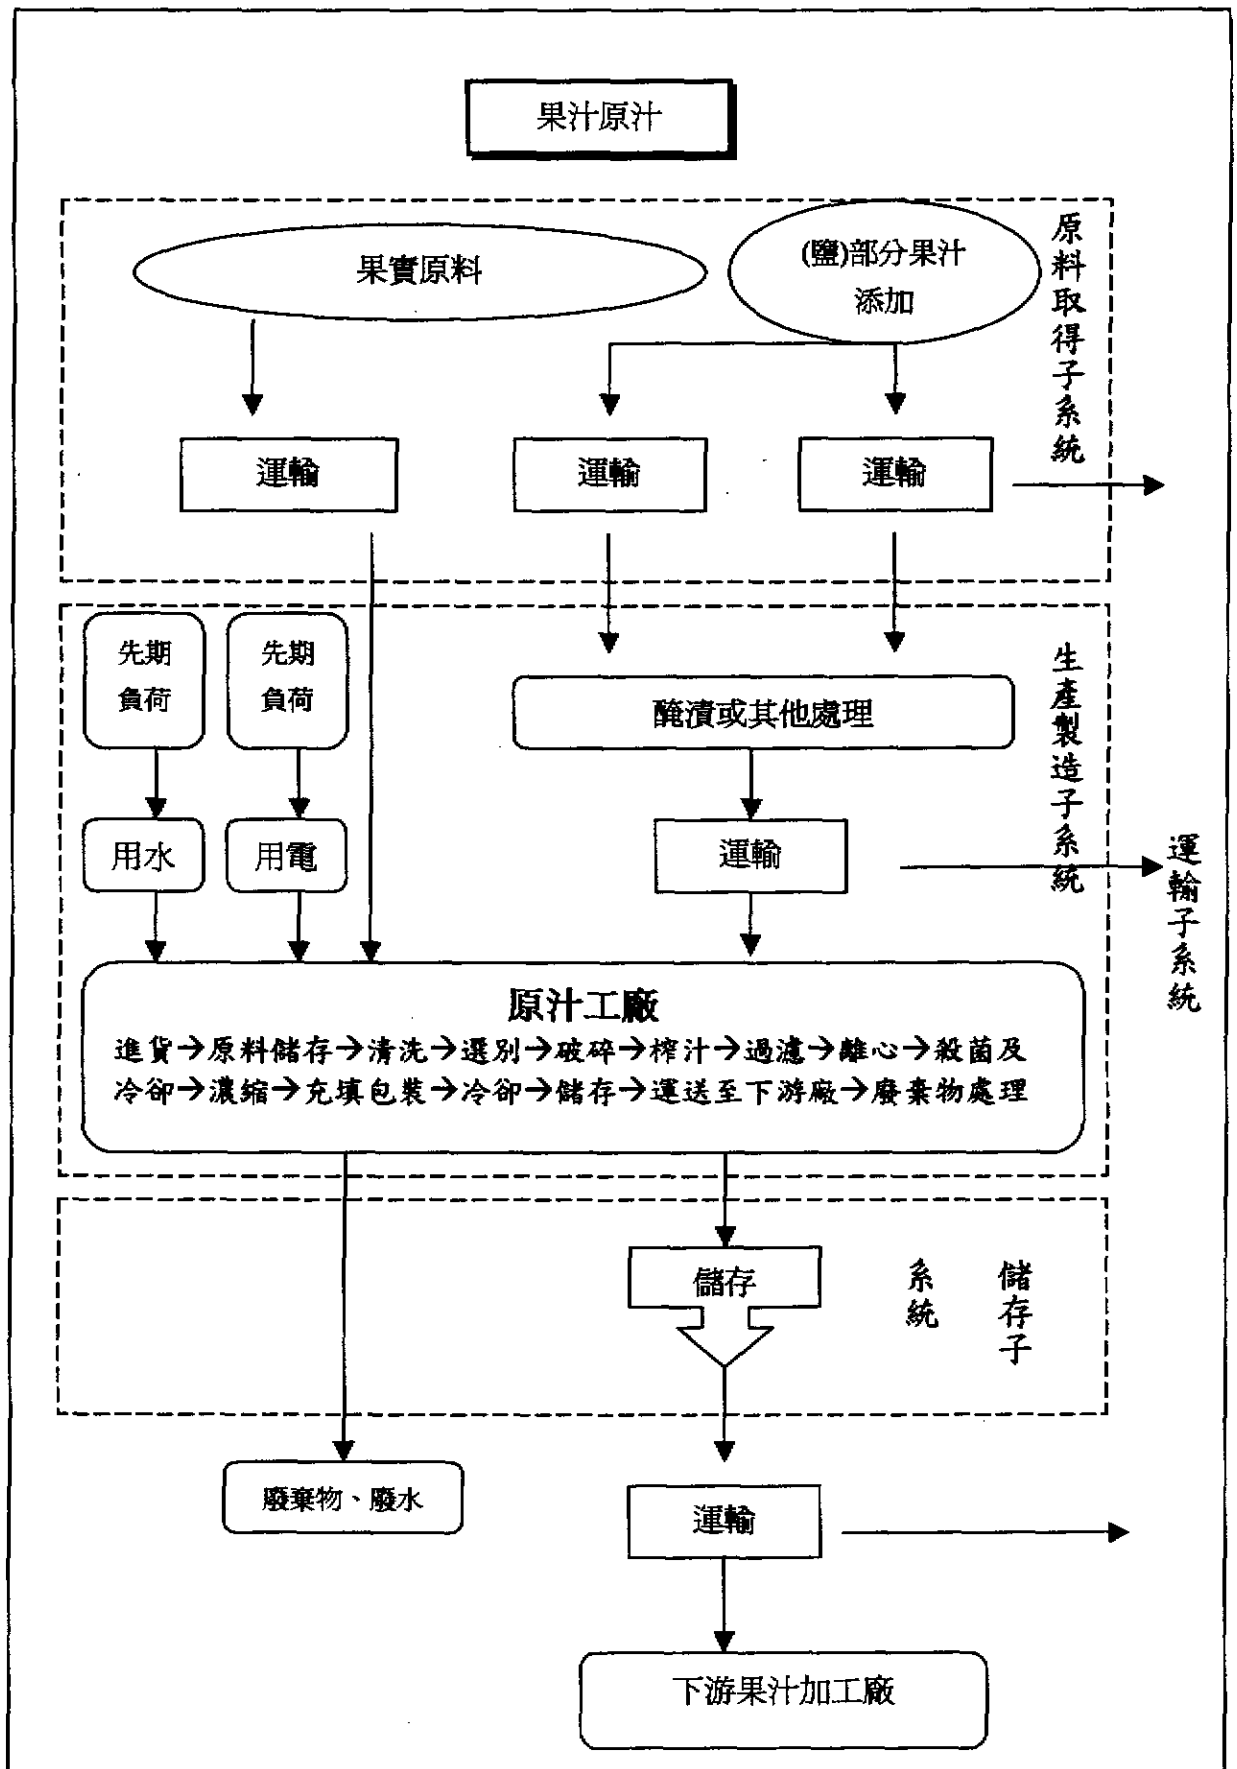 果汁原汁
果實原料
(鹽)部分果汁
添加
原料取得子系統
運輸
運輸
運輸
先期
負荷
先期
負荷
醃漬或其他處理
生產製造子系統
用水
用電
運輸
運輸子系統
原汁工廠
進貨→原料儲存→清洗→選別→破碎→榨汁→過濾→離心→殺菌及
冷卻→濃縮→充填包裝→冷卻→儲存→運送至下游廠→廢棄物處理
儲存
儲存子
系統
廢棄物、廢水
運輸
下游果汁加工廠